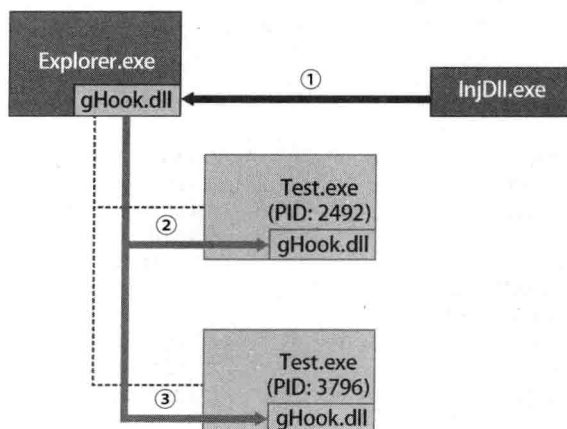 Explorer.exe
gHook.dll
①
InjDll.exe
Test.exe
(PID: 2492)
②
gHook.dll
Test.exe
(PID: 3796)
③
gHook.dll